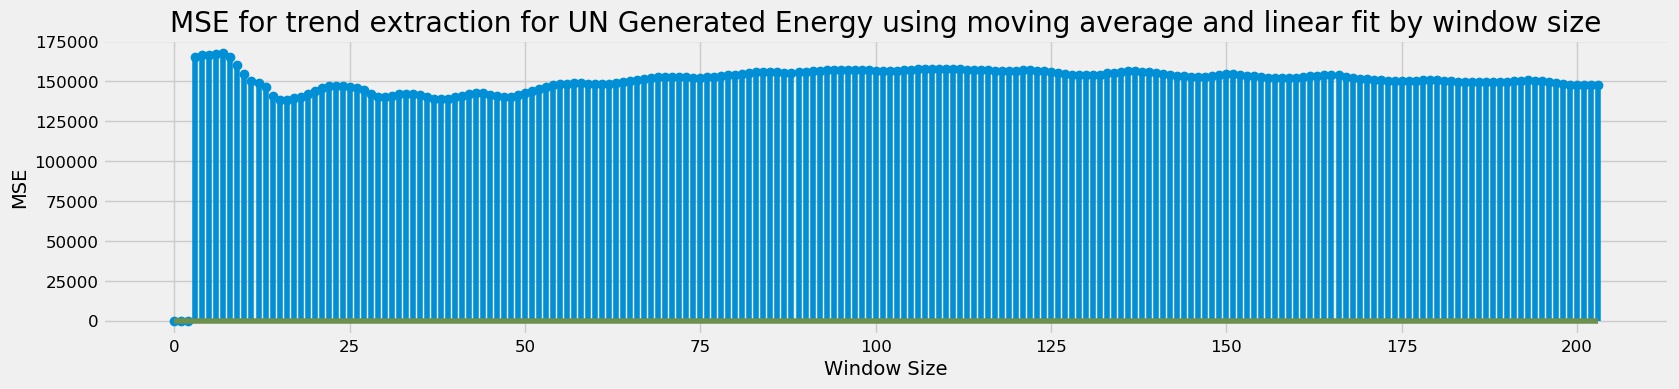 MSE for trend extraction for UN Generated Energy using moving average and linear fit by window size
175000
150000
125000
100000
75000
50000
25000
0
MSE
0 25 50 75 100 125 150 175 200
Window Size